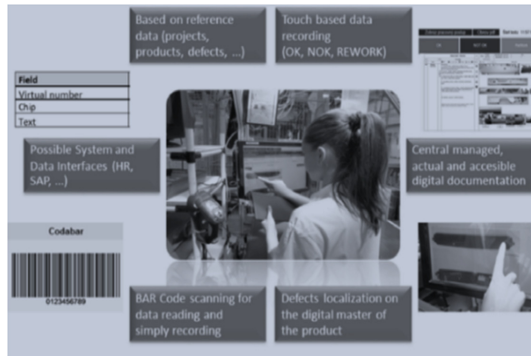 Based on reference
data (projects,
products, defects, ...)
Touch based data
recording
(OK, NOK, REWORK)
Field
Virtual number
Chip
Text
Possible System and
Data Interfaces (HR,
SAP, ...)
Central managed,
actual and accesible
digital documentation
Codabar
0123456789
BAR Code scanning for
data reading and
simply recording
Defects localization on
the digital master of
the product